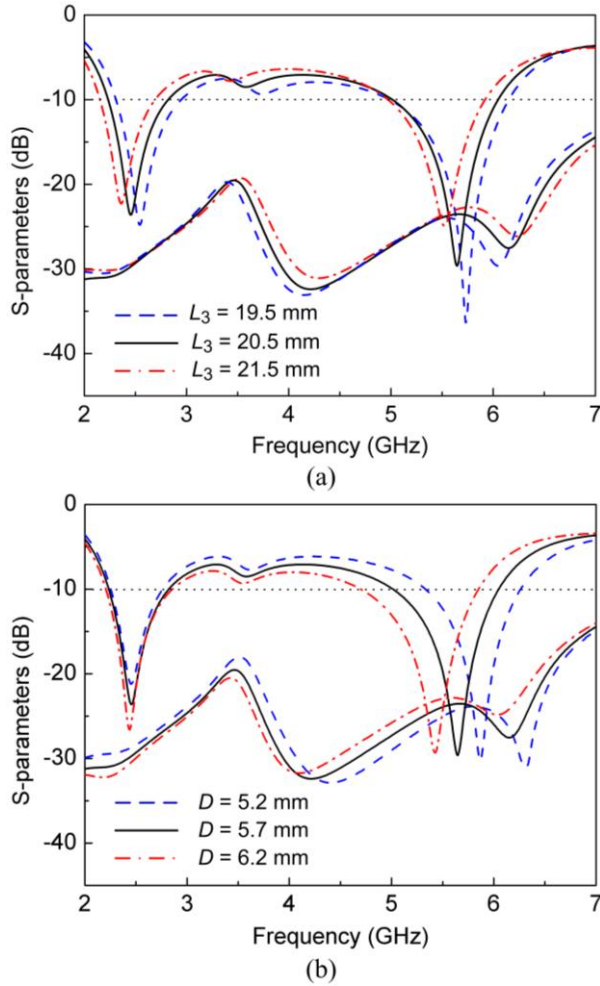 0
-10
-20
-30
-40
S-parameters (dB)
L3 = 19.5 mm
L3 = 20.5 mm
L3 = 21.5 mm
2 3 4 5 6 7
Frequency (GHz)
(a)
0
-10
-20
-30
-40
S-parameters (dB)
D = 5.2 mm
D = 5.7 mm
D = 6.2 mm
2 3 4 5 6 7
Frequency (GHz)
(b)